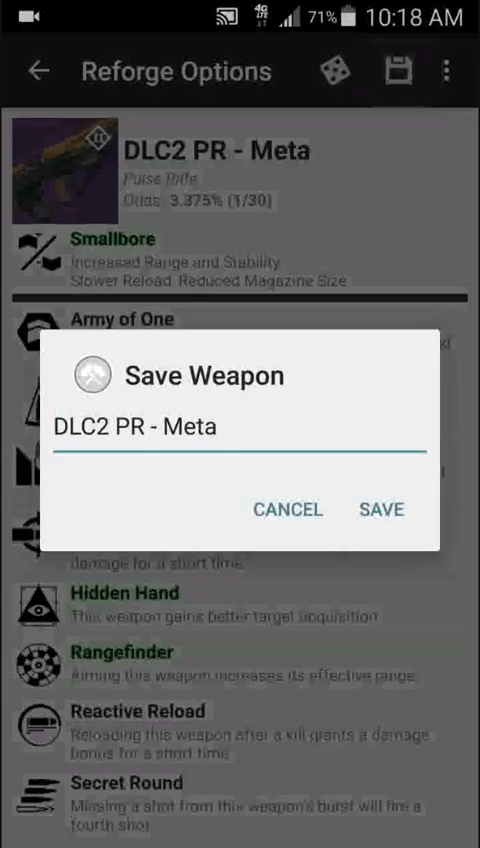 4G
LTE
71%
10:18 AM
Reforge Options
DLC2 PR - Meta
Pulse Rifle
Odds: 3.375% (1/30)
Smallbore
Increased Range and Stability
Slower Reload. Reduced Magazine Size
Army of One
Save Weapon
DLC2 PR - Meta
CANCEL
SAVE
damage for a short time.
Hidden Hand
This weapon gains better target acquisition
Rangefinder
Aiming this weapon increases its effective range.
Reactive Reload
Reloading this weapon after a kill grants a damage
bonus for a short time.
Secret Round
Missing a shot from this weapon's burst will fire a
fourth shot.